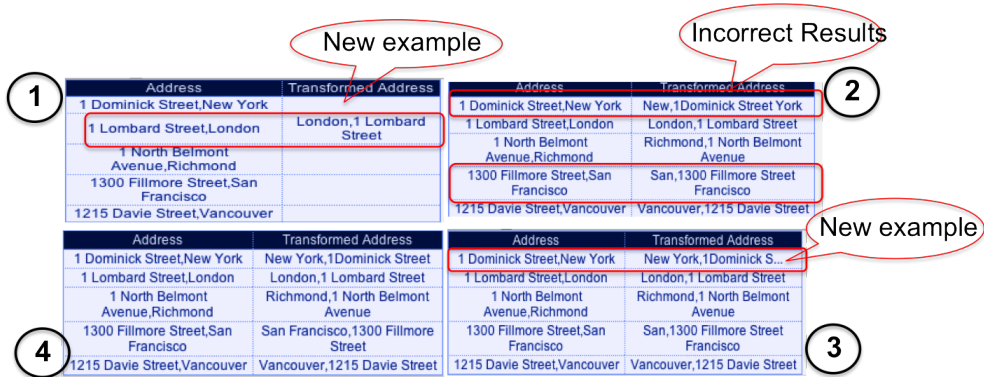 New example
Incorrect Results
1
Address Transformed Address
1 Dominick Street,New York
1 Lombard Street,London London,1 Lombard
Street
1 North Belmont
Avenue,Richmond
1300 Fillmore Street,San
Francisco
1215 Davie Street,Vancouver
2
Address Transformed Address
1 Dominick Street,New York New,1Dominick Street York
1 Lombard Street,London London,1 Lombard Street
1 North Belmont Richmond,1 North Belmont
Avenue,Richmond Avenue
1300 Fillmore Street,San San,1300 Fillmore Street
Francisco Francisco
1215 Davie Street,Vancouver Vancouver,1215 Davie Street
New example
Address Transformed Address
1 Dominick Street,New York New York,1Dominick S...
1 Lombard Street,London London,1 Lombard Street
1 North Belmont Richmond,1 North Belmont
Avenue,Richmond Avenue
1300 Fillmore Street,San San,1300 Fillmore Street
Francisco Francisco
1215 Davie Street,Vancouver Vancouver,1215 Davie Street
3
Address Transformed Address
1 Dominick Street,New York New York,1Dominick Street
1 Lombard Street,London London,1 Lombard Street
1 North Belmont Richmond,1 North Belmont
Avenue,Richmond Avenue
1300 Fillmore Street,San San Francisco,1300 Fillmore
Francisco Street
1215 Davie Street,Vancouver Vancouver,1215 Davie Street
4